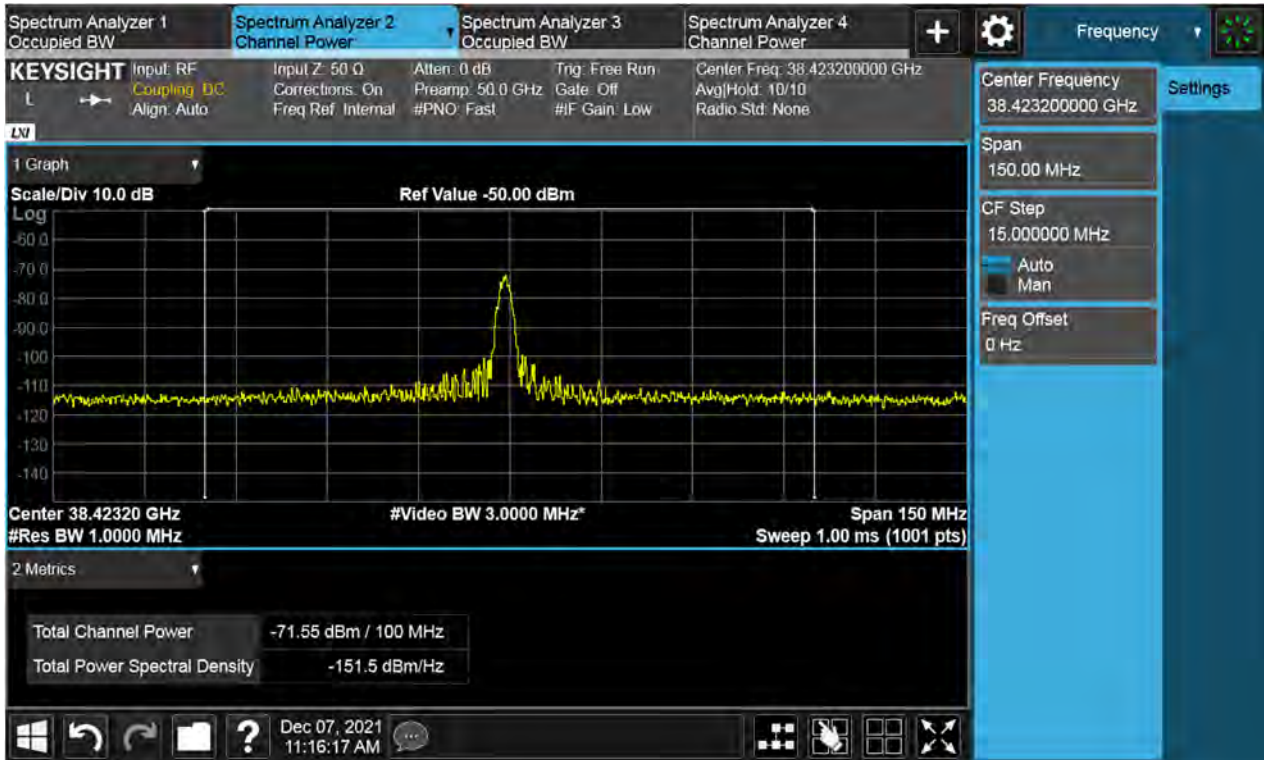 Spectrum Analyzer 1
Occupied BW
Spectrum Analyzer 2
Channel Power
Spectrum Analyzer 3
Occupied BW
Spectrum Analyzer 4
Channel Power
+
Frequency
KEYSIGHT
L
LXI
Input: RF
Coupling: DC
Align: Auto
Input Z: 50 Ω
Corrections: On
Freq Ref: Internal
Atten: 0 dB
Preamp: 50.0 GHz
#PNO: Fast
Trig: Free Run
Gate: Off
#IF Gain: Low
Center Freq: 38.423200000 GHz
Avg|Hold: 10/10
Radio Std: None
Center Frequency
38.423200000 GHz
Settings
Span
150.00 MHz
CF Step
15.000000 MHz
Auto
Man
Freq Offset
0 Hz
1 Graph
Scale/Div 10.0 dB
Ref Value -50.00 dBm
Log
-60.0
-70.0
-80.0
-90.0
-100
-110
-120
-130
-140
Center 38.42320 GHz
#Video BW 3.0000 MHz*
Span 150 MHz
#Res BW 1.0000 MHz
Sweep 1.00 ms (1001 pts)
2 Metrics
Total Channel Power
-71.55 dBm / 100 MHz
Total Power Spectral Density
-151.5 dBm/Hz
?
Dec 07, 2021
11:16:17 AM